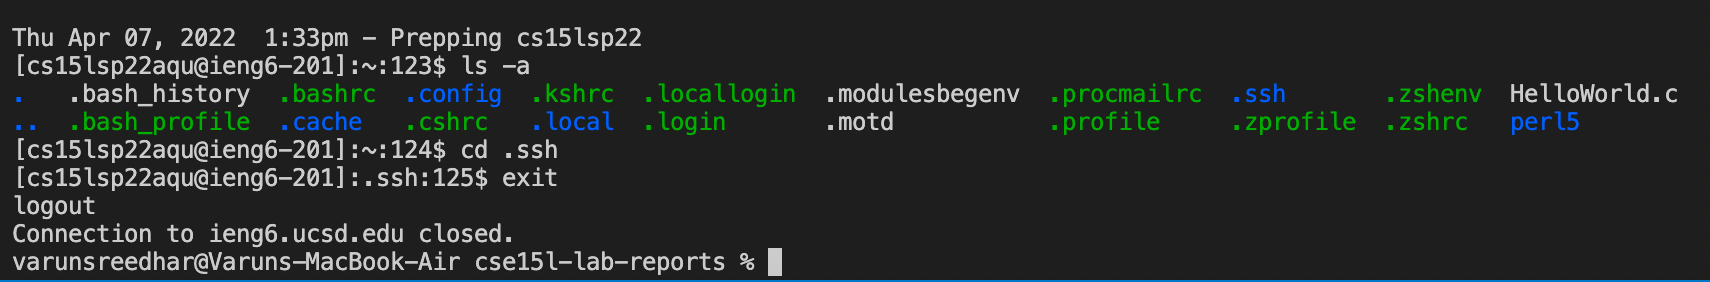 Thu Apr 07, 2022  1:33pm - Prepping cs15lsp22
[cs15lsp22aqu@ieng6-201]:~:123$ ls -a
.   .bash_history  .bashrc  .config  .kshrc  .locallogin  .modulesbegenv  .procmailrc  .ssh       .zshenv  HelloWorld.c
..  .bash_profile  .cache  .cshrc  .local  .login       .motd           .profile     .zprofile  .zshrc  perl5
[cs15lsp22aqu@ieng6-201]:~:124$ cd .ssh
[cs15lsp22aqu@ieng6-201]:.ssh:125$ exit
logout
Connection to ieng6.ucsd.edu closed.
varunsreedhar@Varuns-MacBook-Air cse15l-lab-reports %